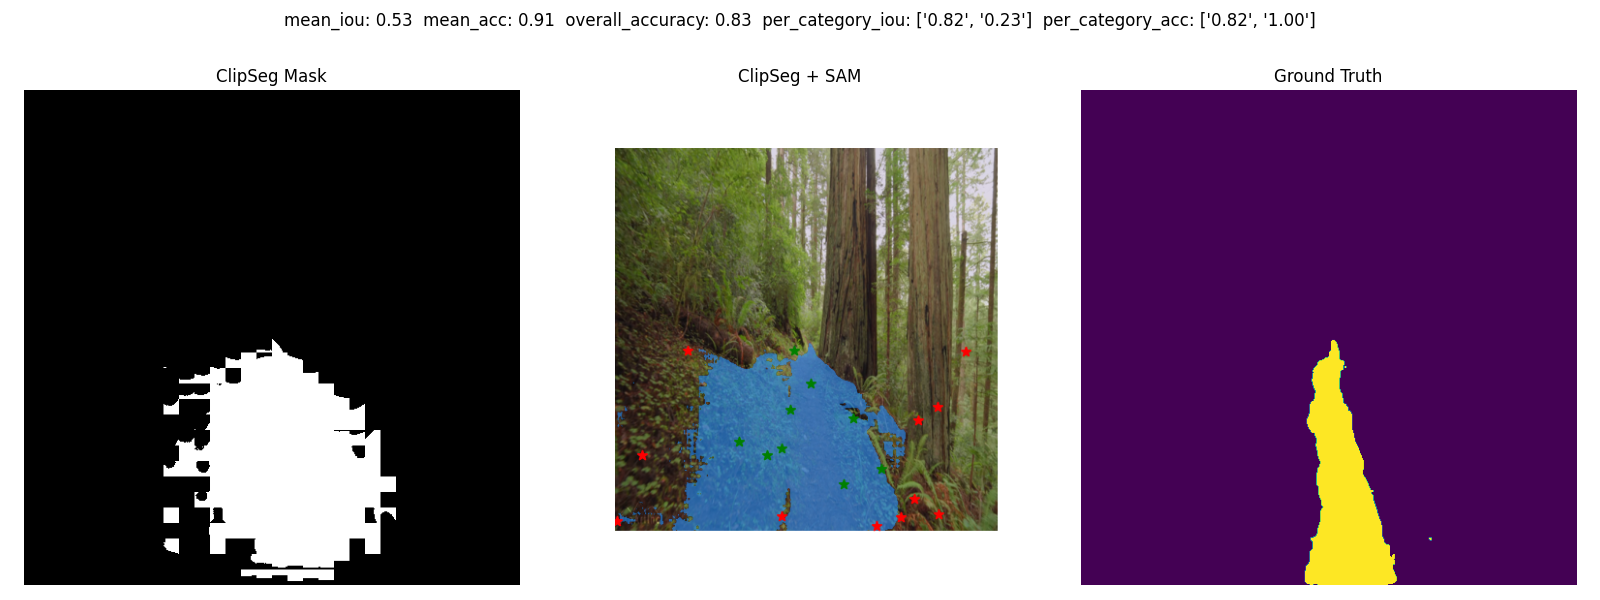 mean_iou: 0.53  mean_acc: 0.91  overall_accuracy: 0.83  per_category_iou: ['0.82', '0.23']  per_category_acc: ['0.82', '1.00']
ClipSeg Mask
ClipSeg + SAM
Ground Truth